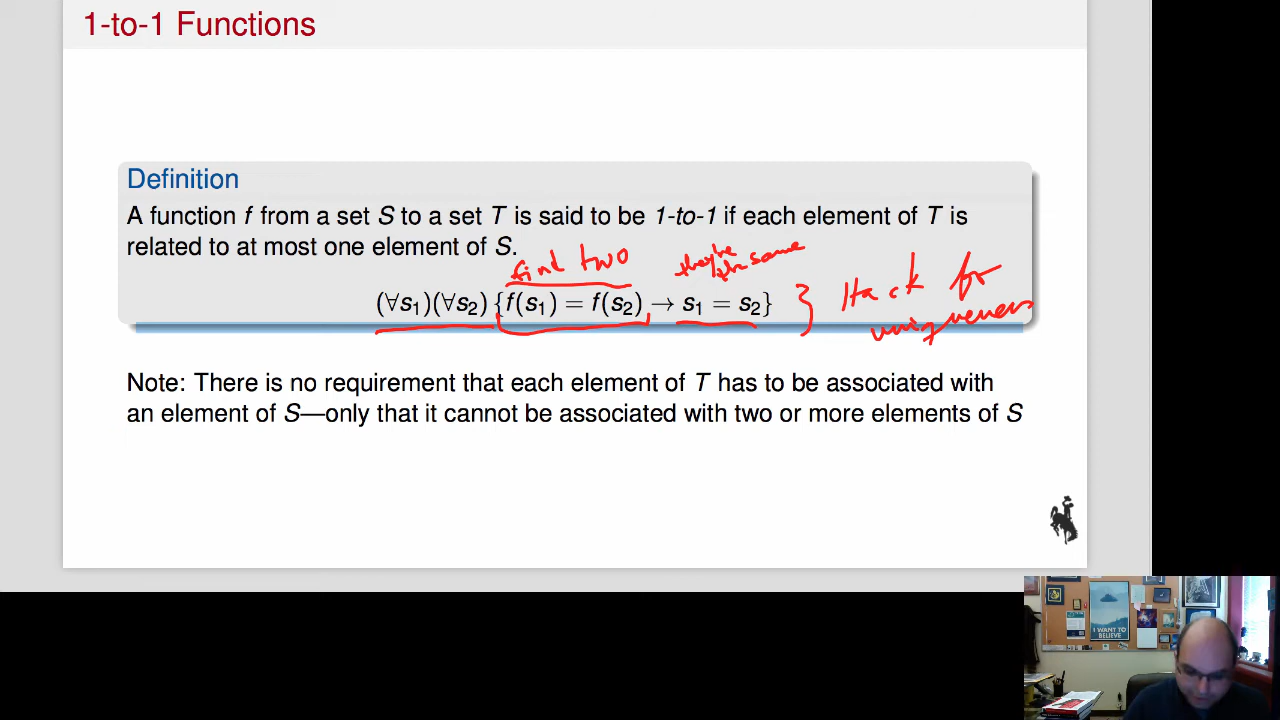 1-to-1 Functions
Definition
A function f from a set S to a set T is said to be 1-to-1 if each element of T is
related to at most one element of S.
find two
they're
the same
(∀s₁)(∀s₂) {f(s₁) = f(s₂) → s₁ = s₂}
Hack for
uniqueness
Note: There is no requirement that each element of T has to be associated with
an element of S—only that it cannot be associated with two or more elements of S
I WANT TO
BELIEVE